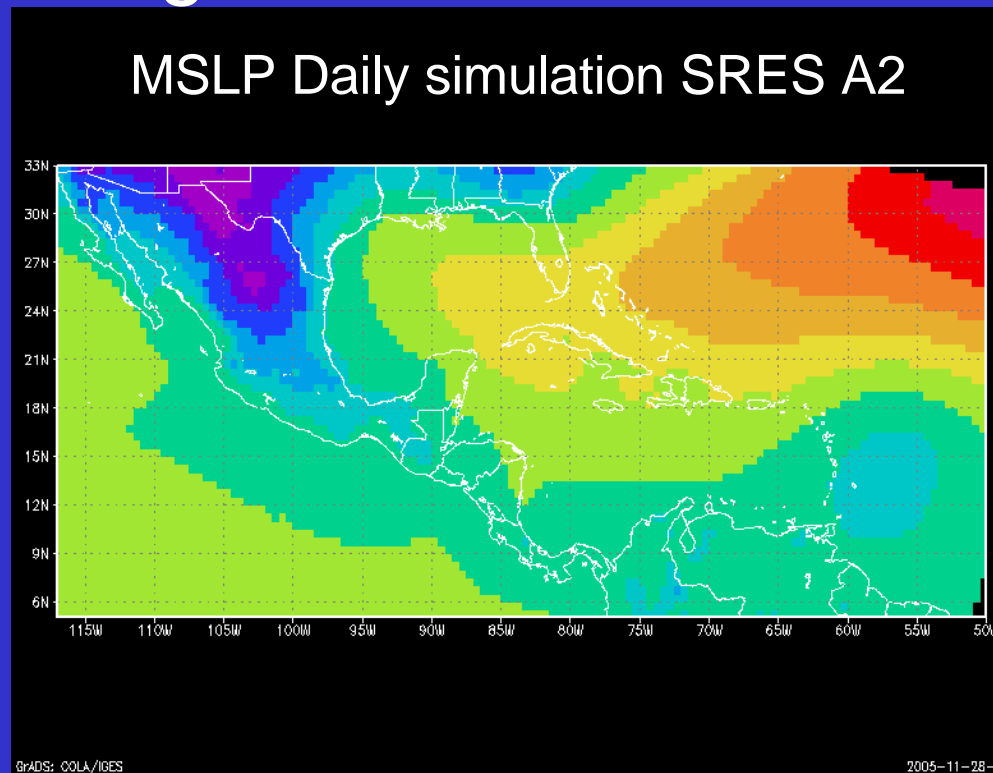 MSLP Daily simulation SRES A2
33N
30N
27N
24N
21N
18N
15N
12N
9N
6N
115W 110W 105W 100W 95W 90W 85W 80W 75W 70W 65W 60W 55W 50W
GrADS: COLA/IGES
2005-11-28-